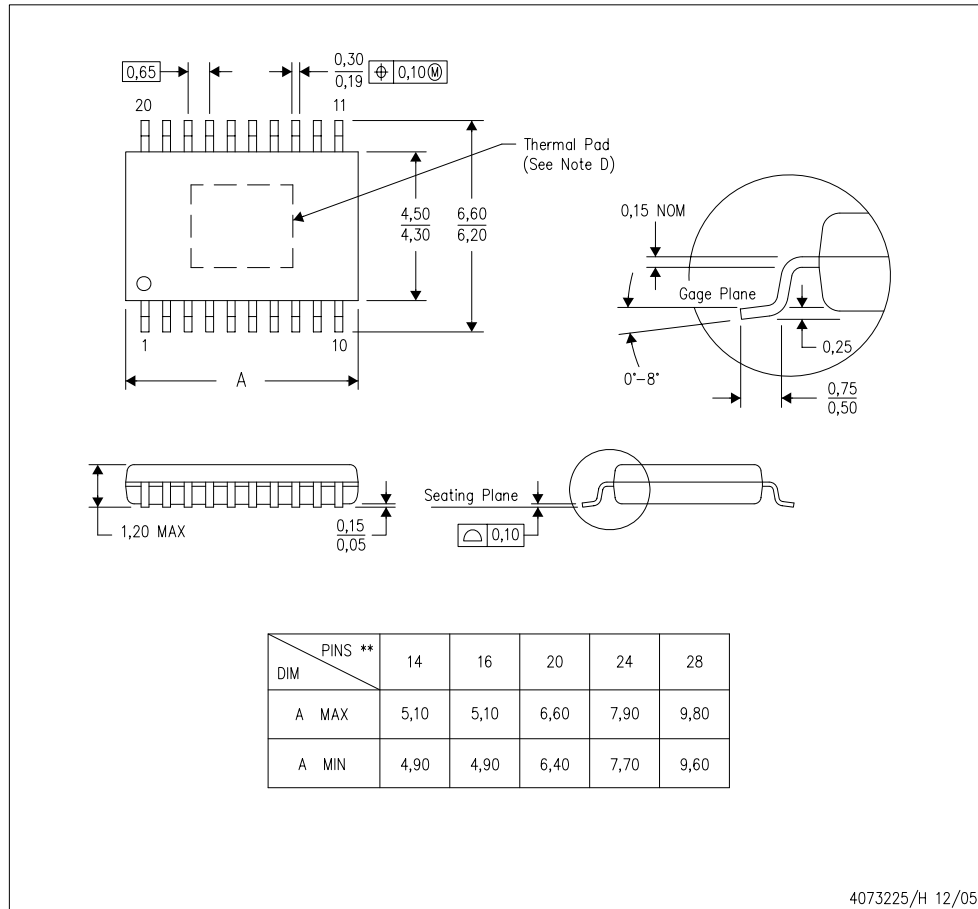 0,65
0,30
0,19
⌖ 0,10 Ⓜ
20
11
Thermal Pad
(See Note D)
4,50
4,30
6,60
6,20
1
10
A
0,15 NOM
Gage Plane
0,25
0°–8°
0,75
0,50
1,20 MAX
0,15
0,05
Seating Plane
⌓ 0,10
PINS ** 14 16 20 24 28
DIM
A MAX 5,10 5,10 6,60 7,90 9,80
A MIN 4,90 4,90 6,40 7,70 9,60
4073225/H 12/05